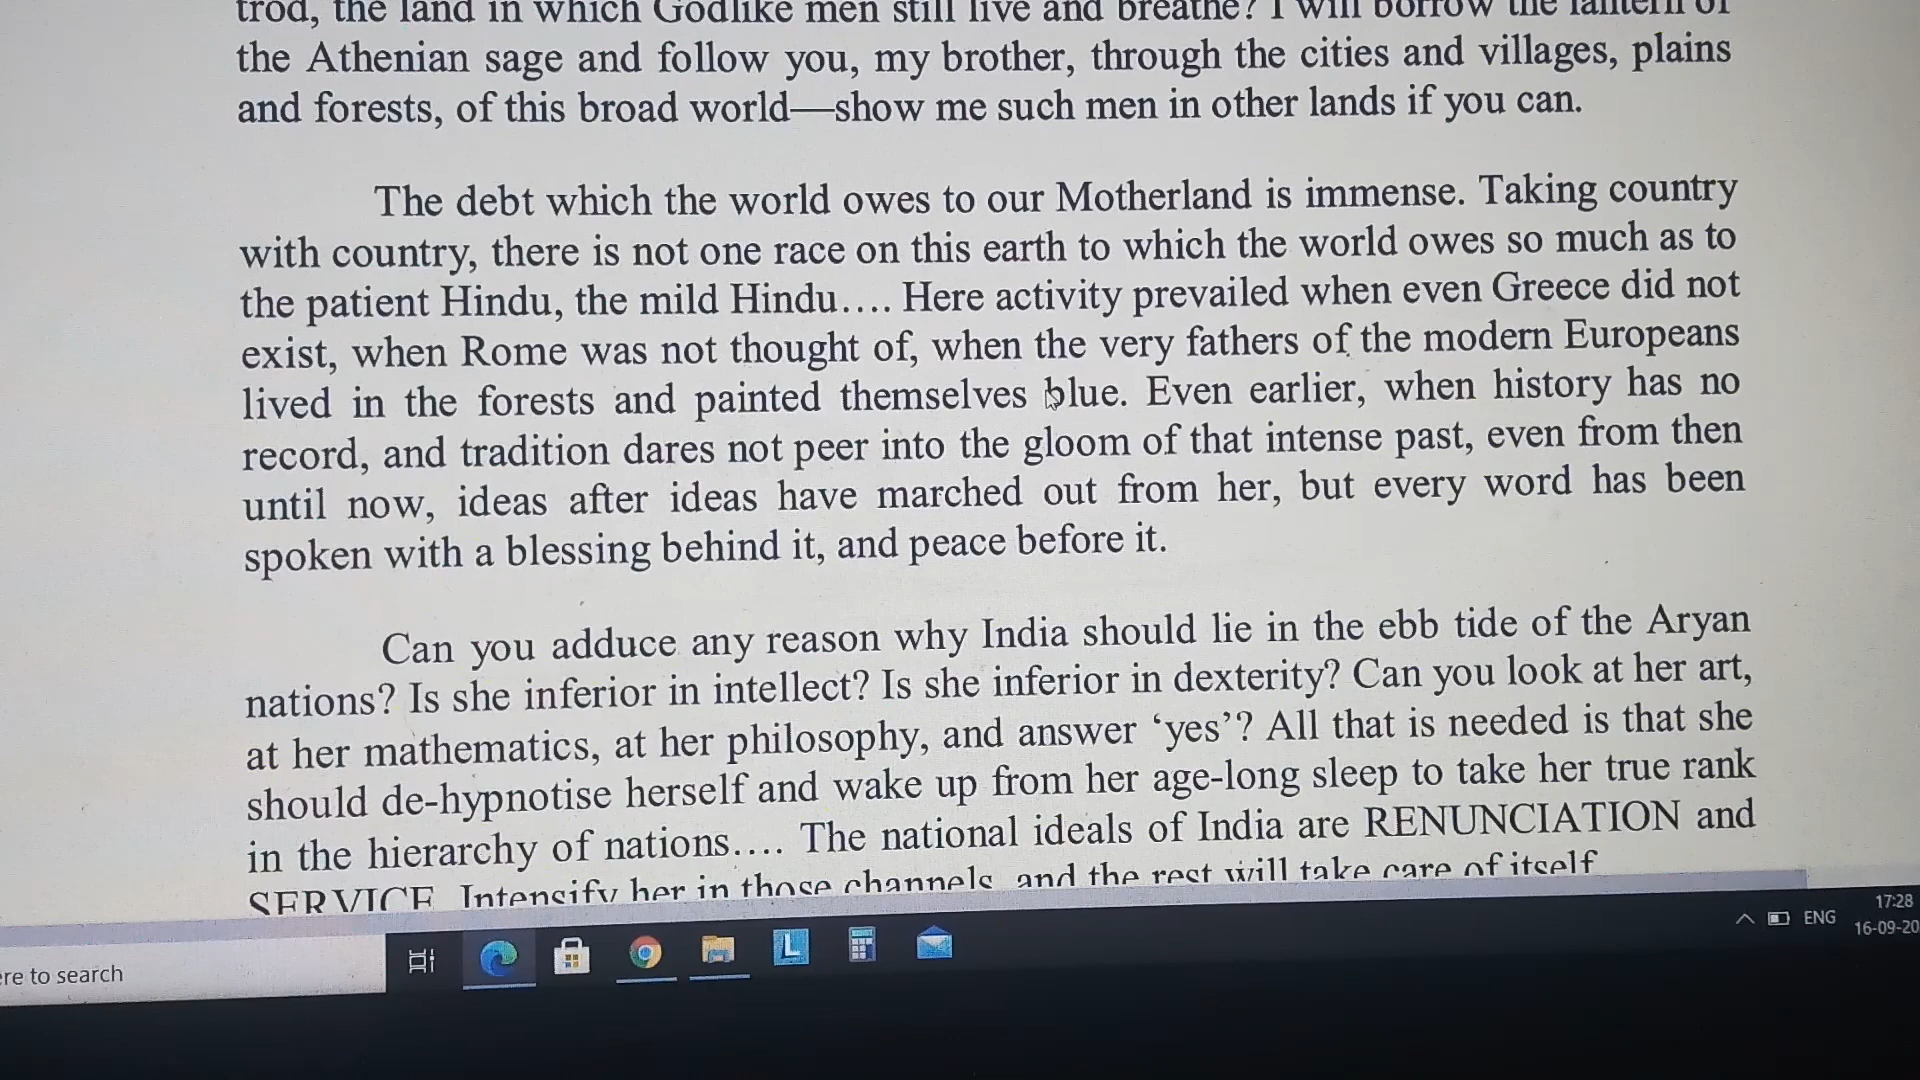 trod, the land in which Godlike men still live and breathe? I will borrow the lantern of
the Athenian sage and follow you, my brother, through the cities and villages, plains
and forests, of this broad world—show me such men in other lands if you can.
The debt which the world owes to our Motherland is immense. Taking country
with country, there is not one race on this earth to which the world owes so much as to
the patient Hindu, the mild Hindu.... Here activity prevailed when even Greece did not
exist, when Rome was not thought of, when the very fathers of the modern Europeans
lived in the forests and painted themselves blue. Even earlier, when history has no
record, and tradition dares not peer into the gloom of that intense past, even from then
until now, ideas after ideas have marched out from her, but every word has been
spoken with a blessing behind it, and peace before it.
Can you adduce any reason why India should lie in the ebb tide of the Aryan
nations? Is she inferior in intellect? Is she inferior in dexterity? Can you look at her art,
at her mathematics, at her philosophy, and answer ‘yes’? All that is needed is that she
should de-hypnotise herself and wake up from her age-long sleep to take her true rank
in the hierarchy of nations.... The national ideals of India are RENUNCIATION and
SERVICE Intensify her in those channels and the rest will take care of itself
ere to search
L
ENG
17:28
16-09-20